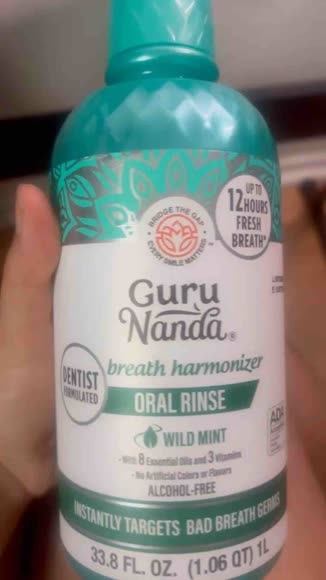 BRIDGE THE GAP
EVERY SMILE MATTERS
UP TO
12 HOURS
FRESH
BREATH*
Guru
Nanda®
breath harmonizer
DENTIST
FORMULATED
ORAL RINSE
WILD MINT
ADA
- With 8 Essential Oils and 3 Vitamins
- No Artificial Colors or Flavors
ALCOHOL-FREE
INSTANTLY TARGETS BAD BREATH GERMS
33.8 FL. OZ. (1.06 QT) 1L